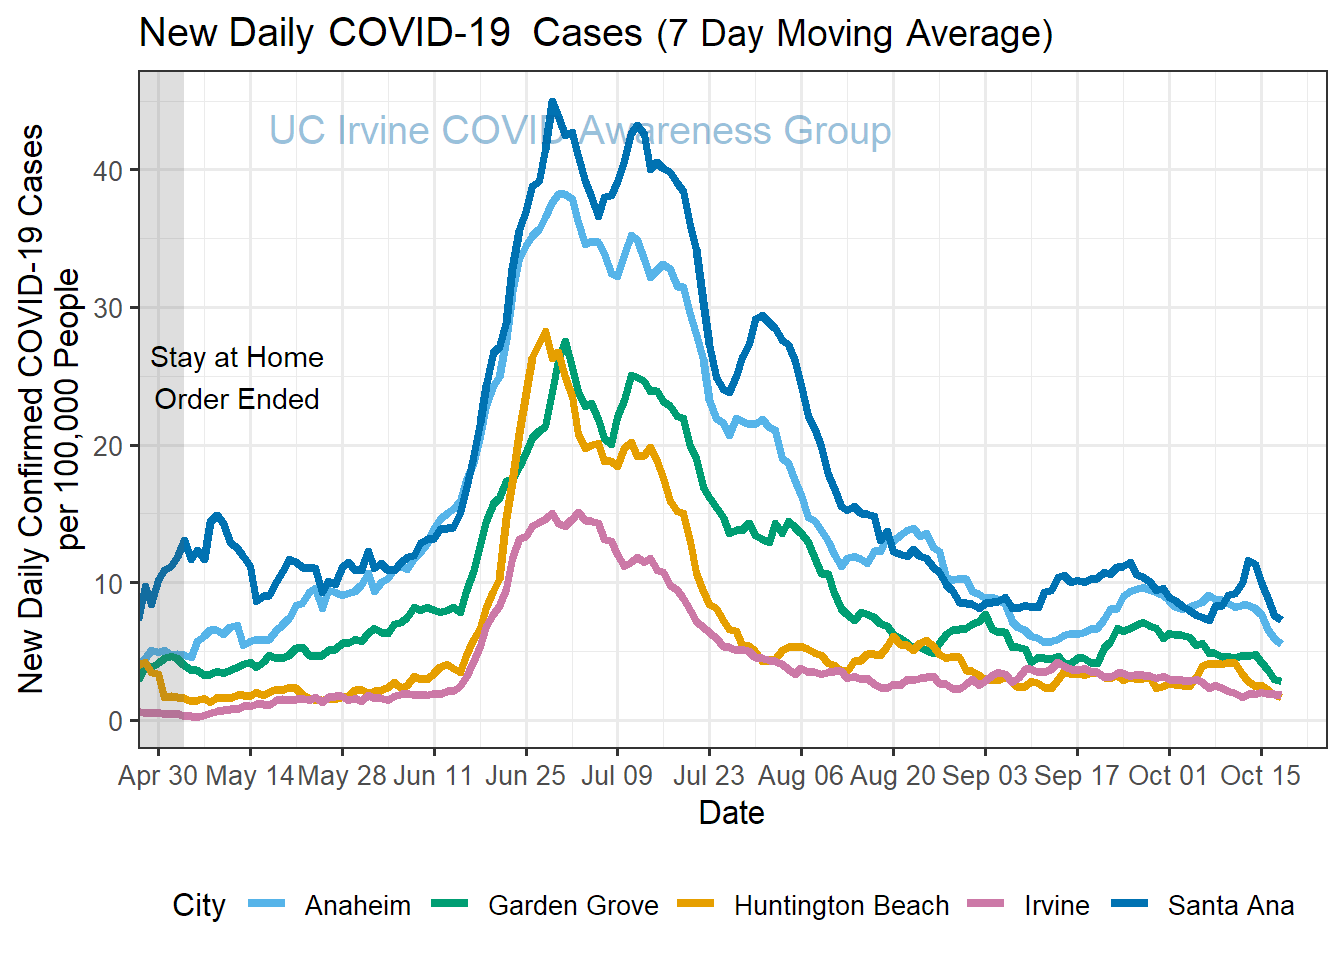 New Daily COVID-19 Cases (7 Day Moving Average)
UC Irvine COVID Awareness Group
New Daily Confirmed COVID-19 Cases
per 100,000 People
40
30
20
10
0
Stay at Home
Order Ended
Apr 30 May 14 May 28 Jun 11 Jun 25 Jul 09 Jul 23 Aug 06 Aug 20 Sep 03 Sep 17 Oct 01 Oct 15
Date
City Anaheim Garden Grove Huntington Beach Irvine Santa Ana